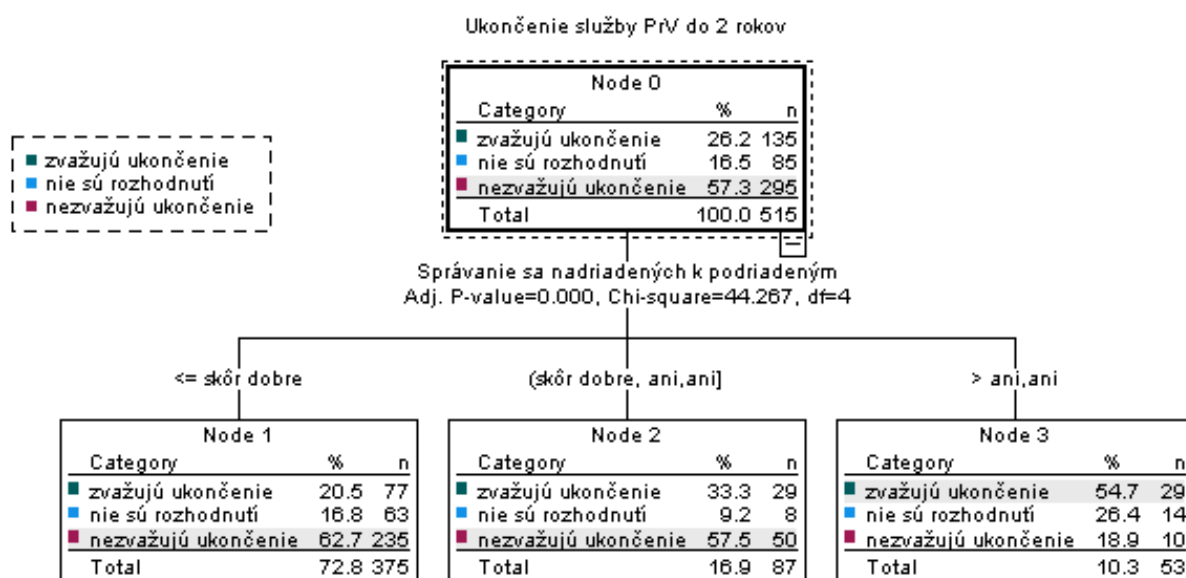 Ukončenie služby PrV do 2 rokov
zvažujú ukončenie
nie sú rozhodnutí
nezvažujú ukončenie
Node 0
Category % n
zvažujú ukončenie 26.2 135
nie sú rozhodnutí 16.5 85
nezvažujú ukončenie 57.3 295
Total 100.0 515
Správanie sa nadriadených k podriadeným
Adj. P-value=0.000, Chi-square=44.267, df=4
<= skôr dobre
(skôr dobre, ani,ani]
> ani,ani
Node 1
Category % n
zvažujú ukončenie 20.5 77
nie sú rozhodnutí 16.8 63
nezvažujú ukončenie 62.7 235
Total 72.8 375
Node 2
Category % n
zvažujú ukončenie 33.3 29
nie sú rozhodnutí 9.2 8
nezvažujú ukončenie 57.5 50
Total 16.9 87
Node 3
Category % n
zvažujú ukončenie 54.7 29
nie sú rozhodnutí 26.4 14
nezvažujú ukončenie 18.9 10
Total 10.3 53